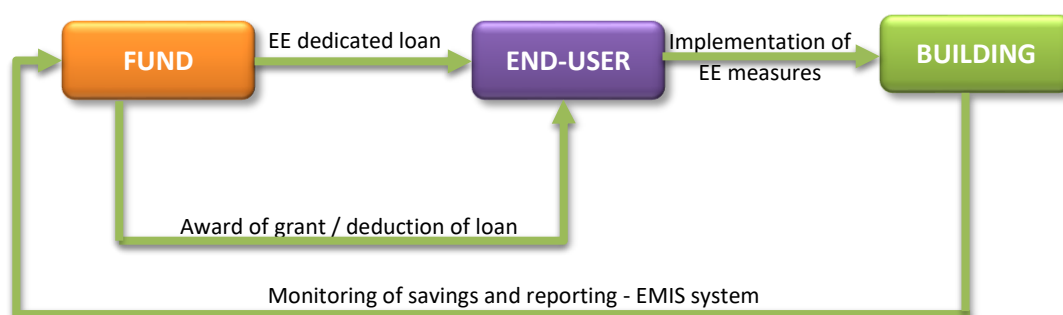 FUND
EE dedicated loan
END-USER
Implementation of
EE measures
BUILDING
Award of grant / deduction of loan
Monitoring of savings and reporting - EMIS system